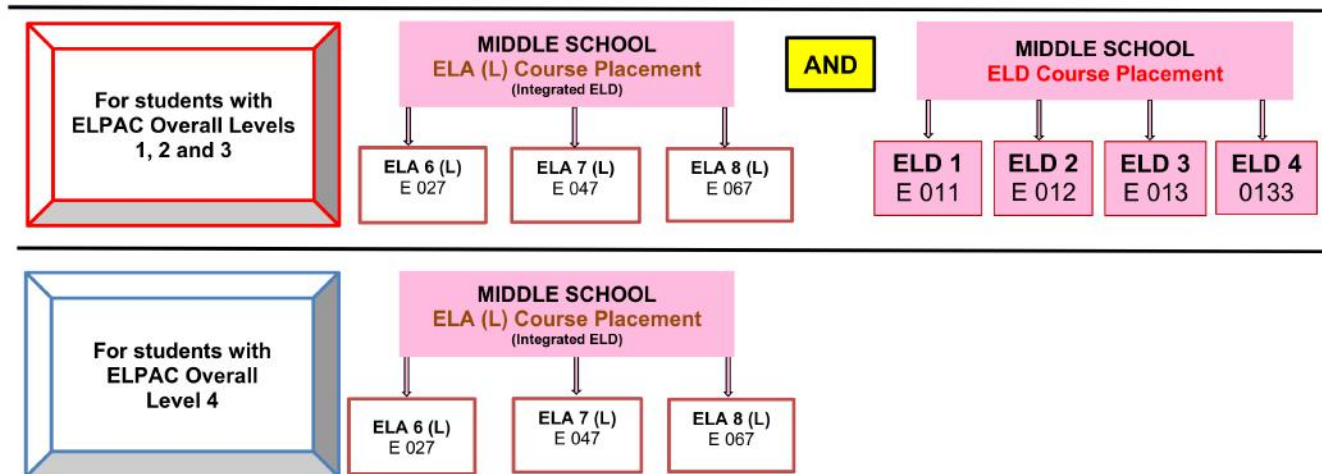 For students with
ELPAC Overall Levels
1, 2 and 3
MIDDLE SCHOOL
ELA (L) Course Placement
(Integrated ELD)
ELA 6 (L)
E 027
ELA 7 (L)
E 047
ELA 8 (L)
E 067
AND
MIDDLE SCHOOL
ELD Course Placement
ELD 1
E 011
ELD 2
E 012
ELD 3
E 013
ELD 4
0133
For students with
ELPAC Overall
Level 4
MIDDLE SCHOOL
ELA (L) Course Placement
(Integrated ELD)
ELA 6 (L)
E 027
ELA 7 (L)
E 047
ELA 8 (L)
E 067